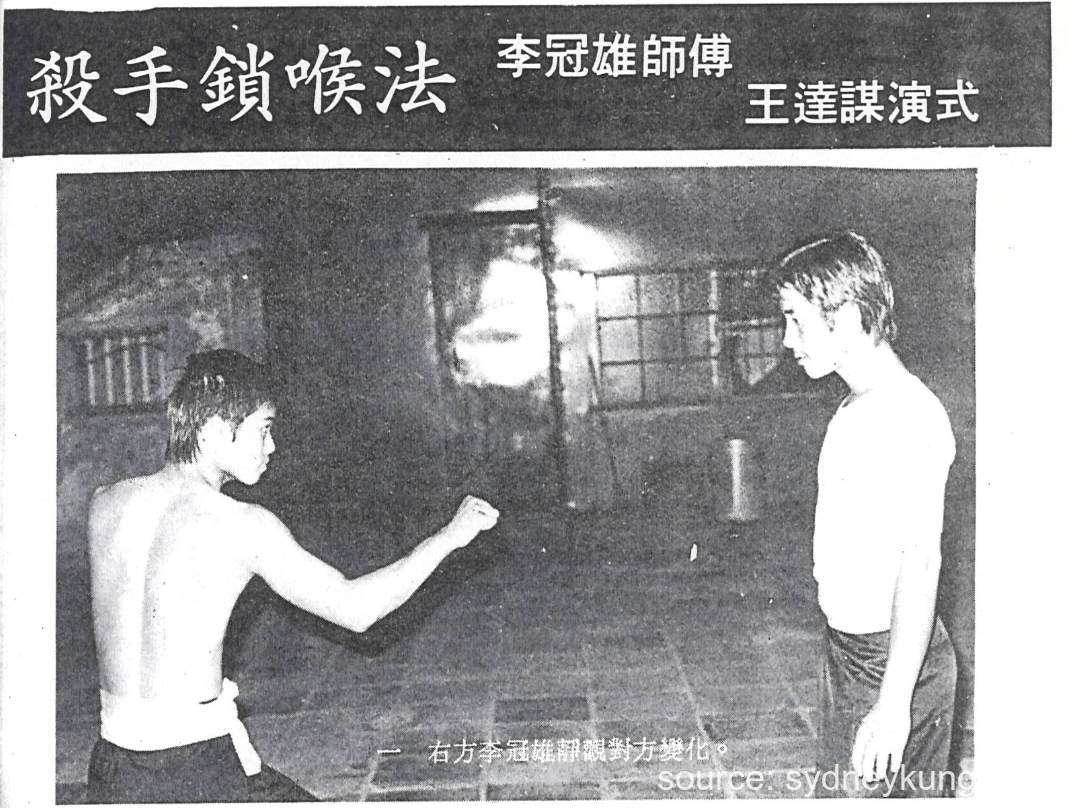 殺手鎖喉法
李冠雄師傅
王達謀演式
一 右方李冠雄靜觀對方變化。
source: sydneykung